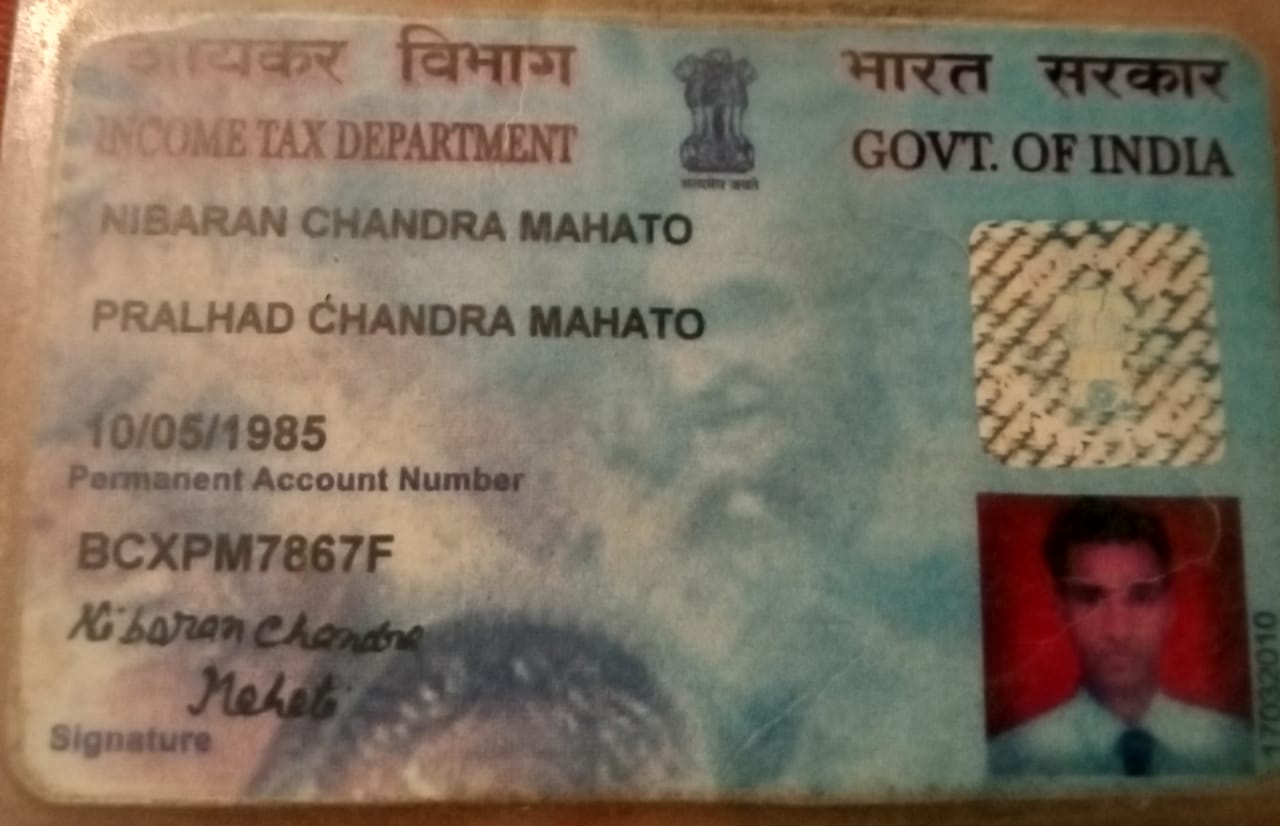 आयकर विभाग
भारत सरकार
INCOME TAX DEPARTMENT
GOVT. OF INDIA
सत्यमेव जयते
NIBARAN CHANDRA MAHATO
PRALHAD CHANDRA MAHATO
10/05/1985
Permanent Account Number
BCXPM7867F
Nibaran Chandra
Mahato
Signature
17032010